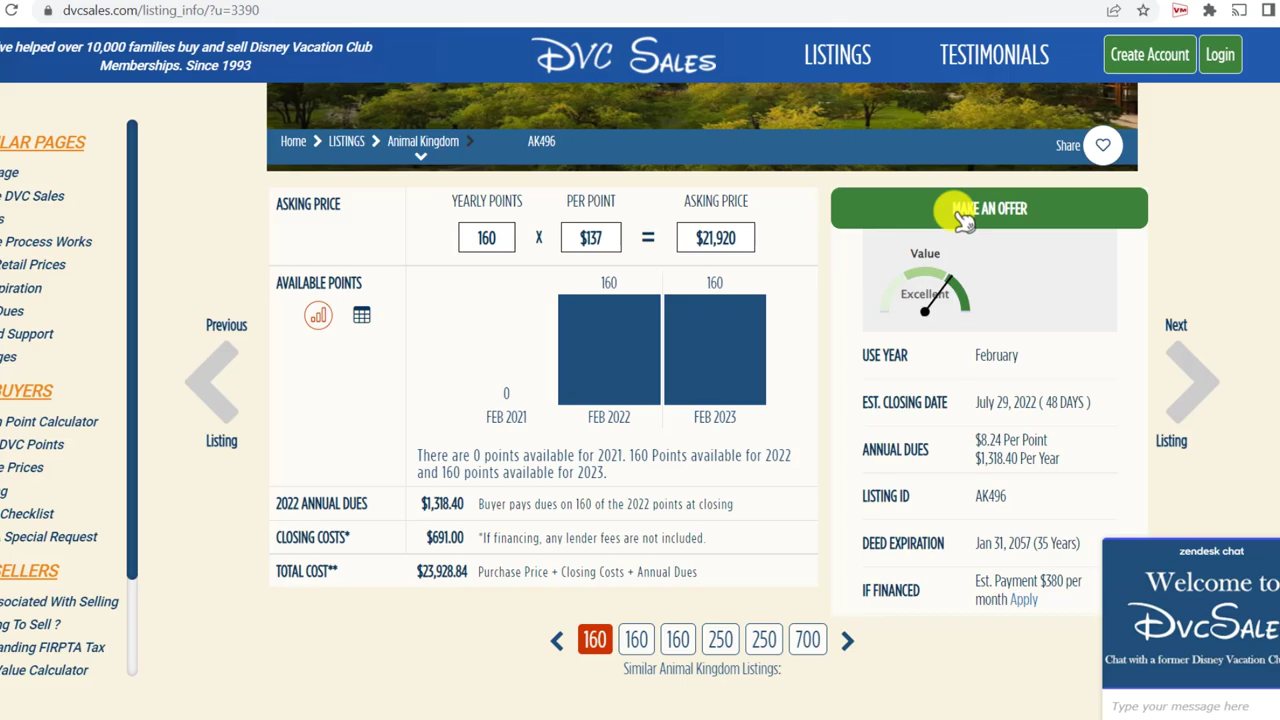 dvcsales.com/listing_info/?u=3390
VM
've helped over 10,000 families buy and sell Disney Vacation Club
Memberships. Since 1993
DVC SALES
LISTINGS
TESTIMONIALS
Create Account
Login
Home
LISTINGS
Animal Kingdom
AK496
Share
LAR PAGES
age
e DVC Sales
s
e Process Works
Retail Prices
piration
Dues
d Support
ges
BUYERS
n Point Calculator
DVC Points
e Prices
g
Checklist
Special Request
SELLERS
ssociated With Selling
ng To Sell ?
anding FIRPTA Tax
Value Calculator
Previous
Listing
ASKING PRICE
YEARLY POINTS
PER POINT
ASKING PRICE
160
X
$137
=
$21,920
AVAILABLE POINTS
160
160
0
FEB 2021
FEB 2022
FEB 2023
There are 0 points available for 2021. 160 Points available for 2022
and 160 points available for 2023.
2022 ANNUAL DUES
$1,318.40
Buyer pays dues on 160 of the 2022 points at closing
CLOSING COSTS*
$691.00
*If financing, any lender fees are not included.
TOTAL COST**
$23,928.84
Purchase Price + Closing Costs + Annual Dues
160
160
160
250
250
700
Similar Animal Kingdom Listings:
MAKE AN OFFER
Value
Excellent
USE YEAR
February
EST. CLOSING DATE
July 29, 2022 ( 48 DAYS )
ANNUAL DUES
$8.24 Per Point
$1,318.40 Per Year
LISTING ID
AK496
DEED EXPIRATION
Jan 31, 2057 (35 Years)
IF FINANCED
Est. Payment $380 per
month Apply
Next
Listing
zendesk chat
Welcome to
DvcSale
Chat with a former Disney Vacation Cl
Type your message here